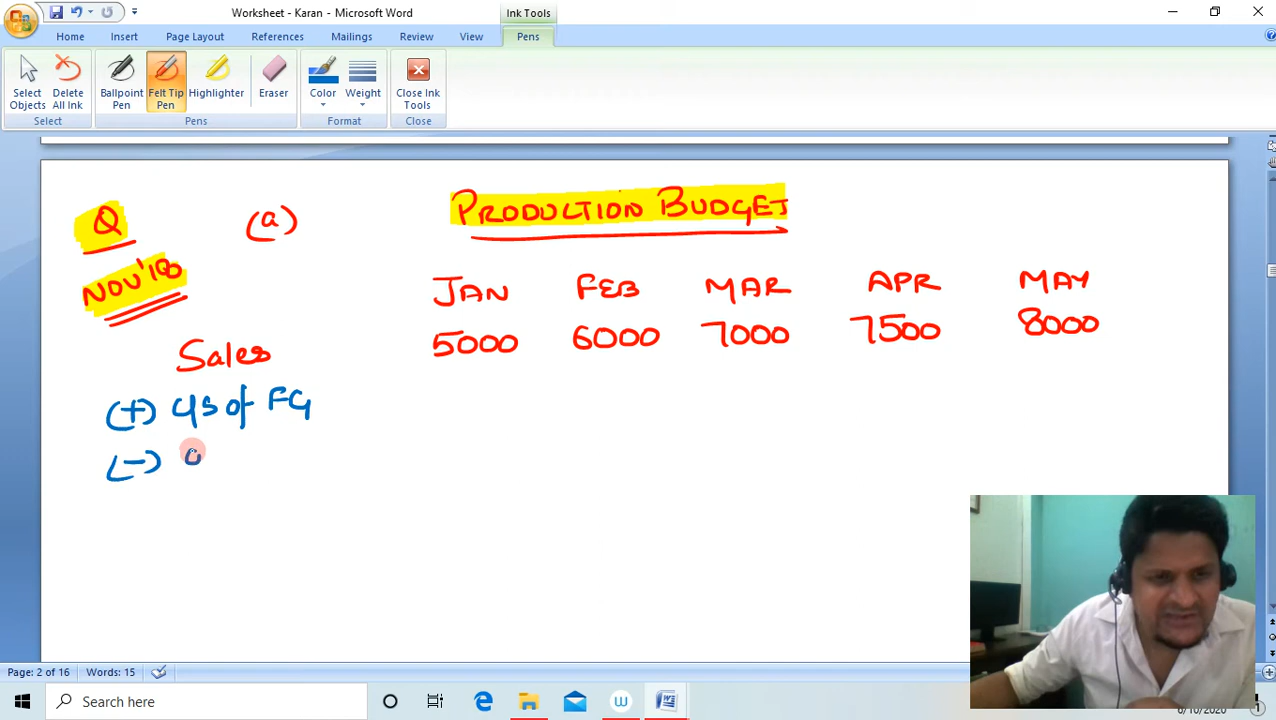 Worksheet - Karan - Microsoft Word
Ink Tools
Home Insert Page Layout References Mailings Review View Pens
Select Objects
Delete All Ink
Ballpoint Pen
Felt Tip Pen
Highlighter
Eraser
Color
Weight
Close Ink Tools
Select Pens Format Close
Q (a) PRODUCTION BUDGET
NOV'18
JAN FEB MAR APR MAY
Sales 5000 6000 7000 7500 8000
(+) CS of FG
(-)
Page: 2 of 16 Words: 15
Search here
6/10/2020